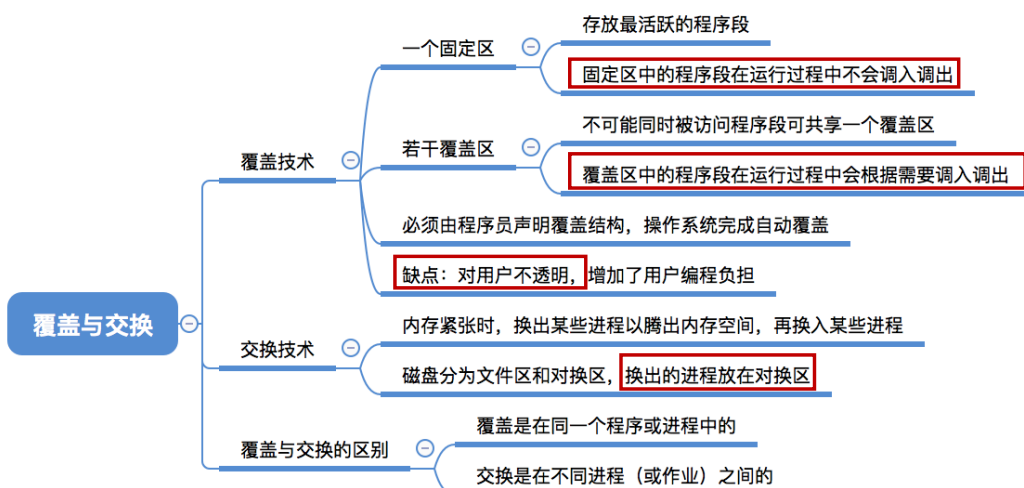 覆盖与交换
覆盖技术
一个固定区
存放最活跃的程序段
固定区中的程序段在运行过程中不会调入调出
若干覆盖区
不可能同时被访问程序段可共享一个覆盖区
覆盖区中的程序段在运行过程中会根据需要调入调出
必须由程序员声明覆盖结构，操作系统完成自动覆盖
缺点：对用户不透明，增加了用户编程负担
交换技术
内存紧张时，换出某些进程以腾出内存空间，再换入某些进程
磁盘分为文件区和对换区，换出的进程放在对换区
覆盖与交换的区别
覆盖是在同一个程序或进程中的
交换是在不同进程（或作业）之间的